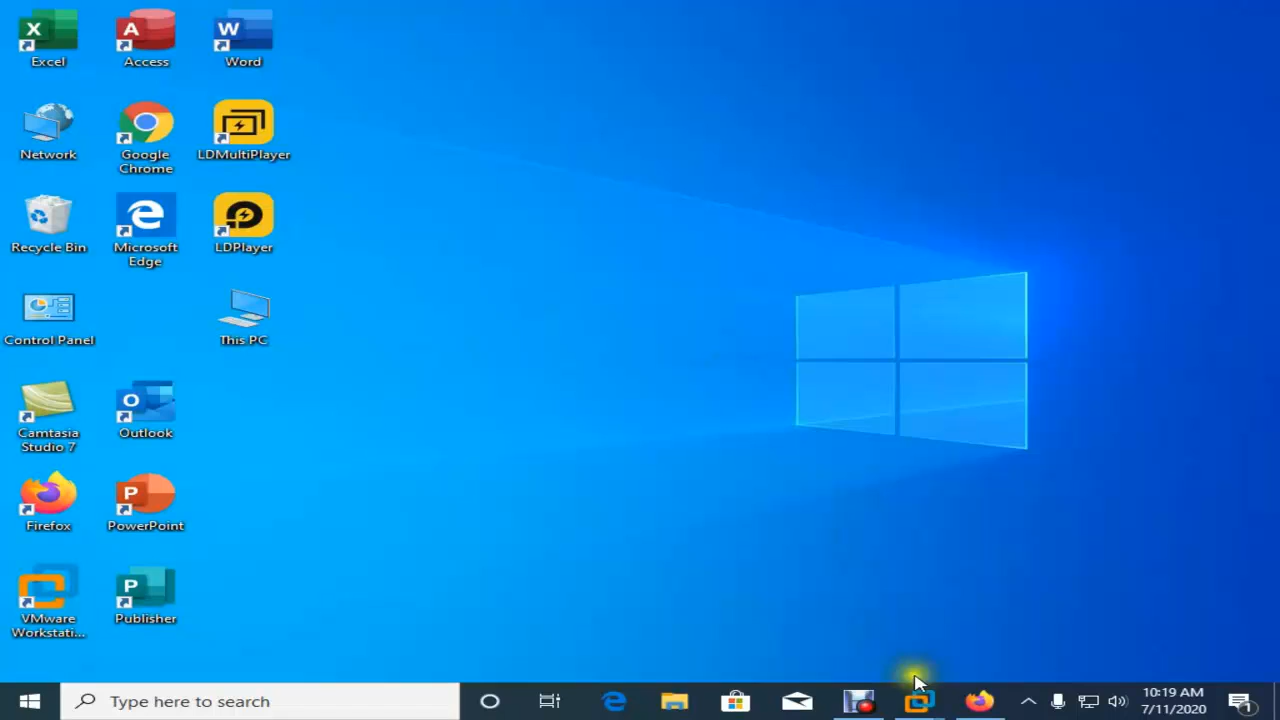 Excel
Access
Word
Network
Google
Chrome
LDMultiPlayer
Recycle Bin
Microsoft
Edge
LDPlayer
Control Panel
This PC
Camtasia
Studio 7
Outlook
Firefox
PowerPoint
VMware
Workstati...
Publisher
Type here to search
10:19 AM
7/11/2020
1